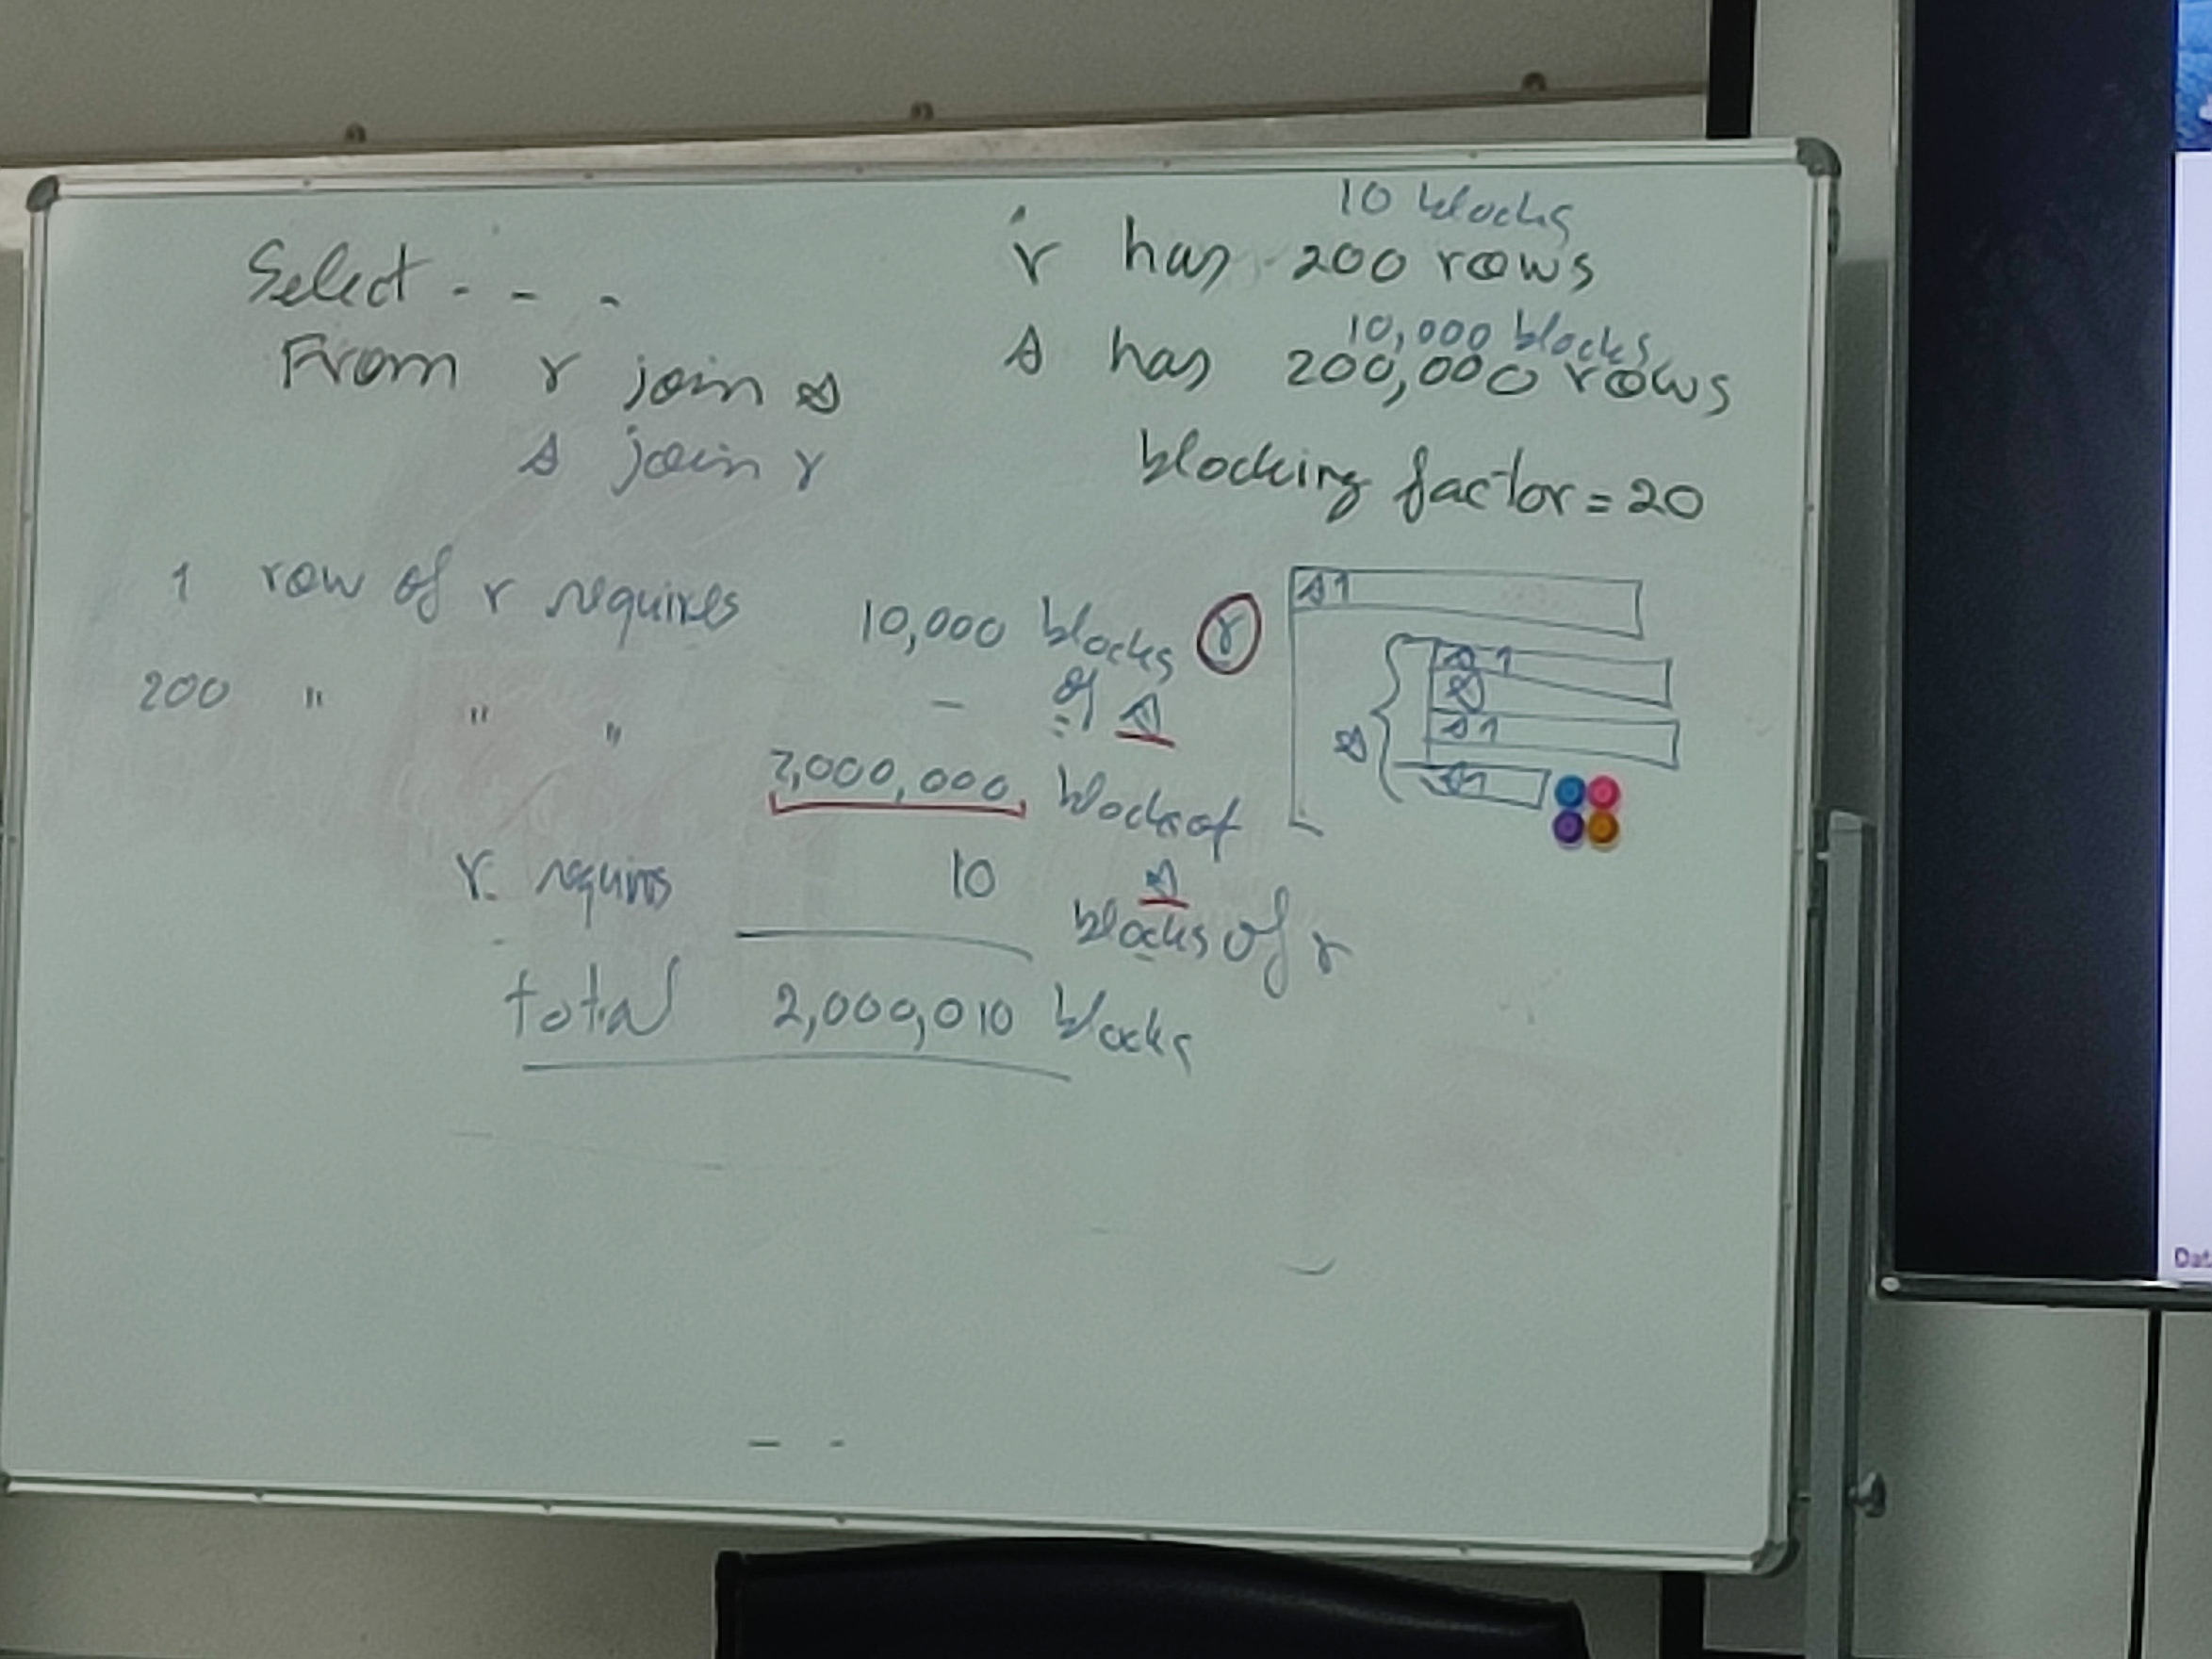 Select - - -
From r join s
s join r
10 blocks
r has 200 rows
10,000 blocks
s has 200,000 rows
blocking factor = 20
1 row of r requires 10,000 blocks of s
200 " " "
2,000,000 blocks of s
r requires 10 blocks of r
total 2,000,010 blocks
r
s1
s
s1
s1
Dat